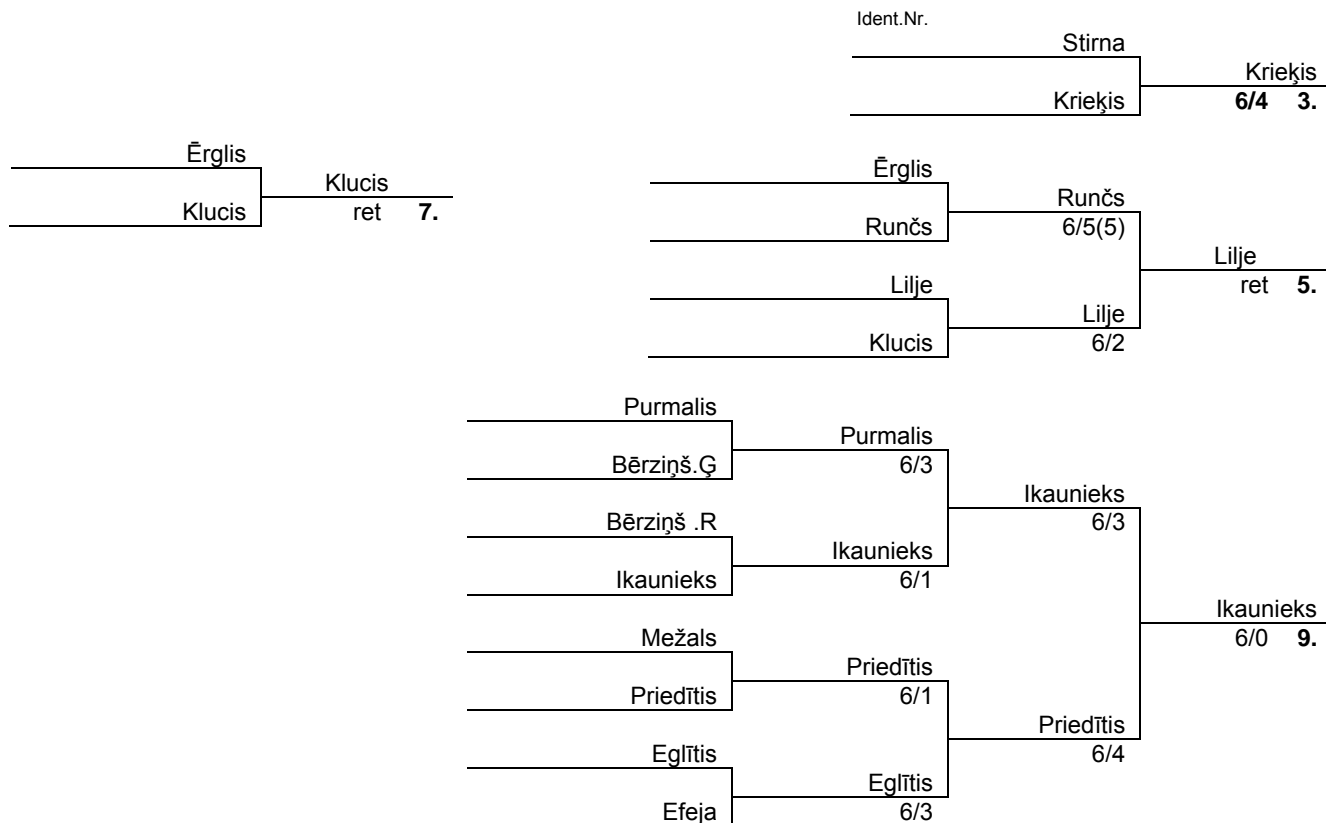 Ident.Nr.
Stirna
Krieķis
Krieķis
6/4 3.
Ērglis
Klucis
Klucis
ret 7.
Ērglis
Runčs
Runčs
6/5(5)
Lilje
Klucis
Lilje
6/2
Lilje
ret 5.
Purmalis
Bērziņš.Ģ
Purmalis
6/3
Bērziņš .R
Ikaunieks
Ikaunieks
6/1
Ikaunieks
6/3
Mežals
Priedītis
Priedītis
6/1
Eglītis
Efeja
Eglītis
6/3
Priedītis
6/4
Ikaunieks
6/0 9.